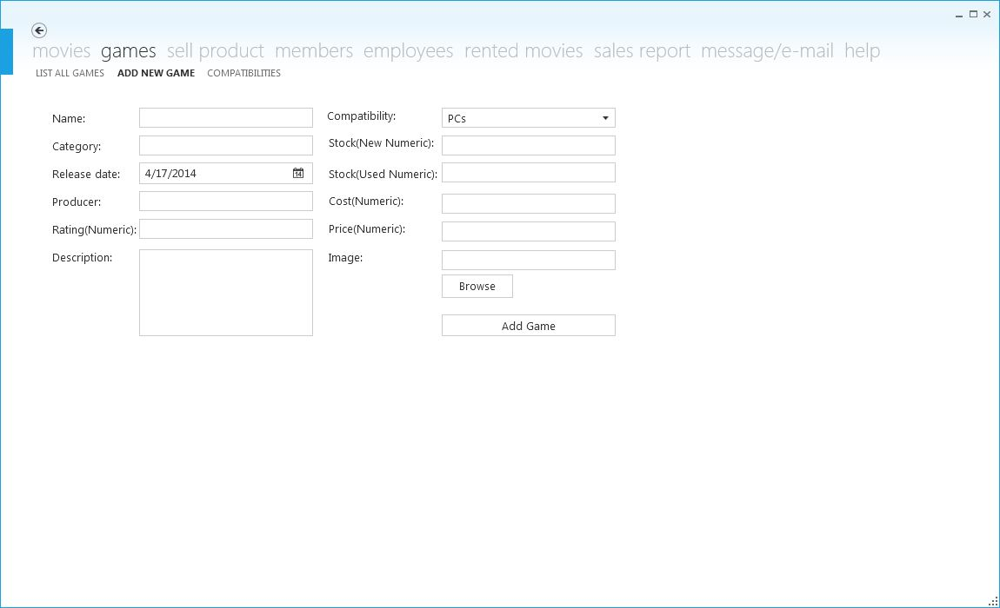 movies games sell product members employees rented movies sales report message/e-mail help
LIST ALL GAMES ADD NEW GAME COMPATIBILITIES
Name:
Category:
Release date: 4/17/2014 14
Producer:
Rating(Numeric):
Description:
Compatibility: PCs
Stock(New Numeric):
Stock(Used Numeric):
Cost(Numeric):
Price(Numeric):
Image:
Browse
Add Game